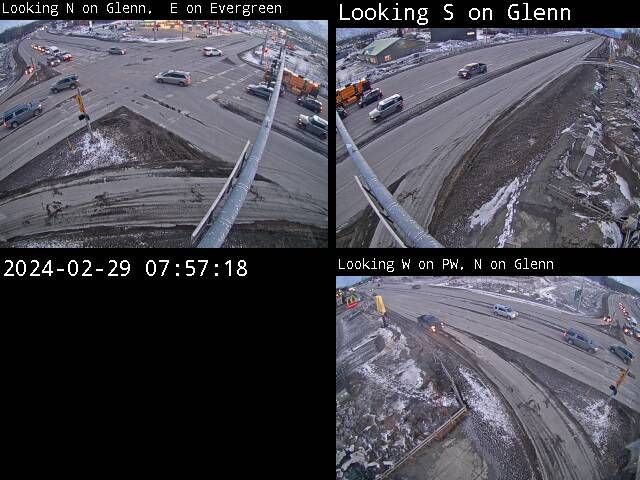 Looking N on Glenn,  E on Evergreen
Looking S on Glenn
2024-02-29 07:57:18
Looking W on PW, N on Glenn